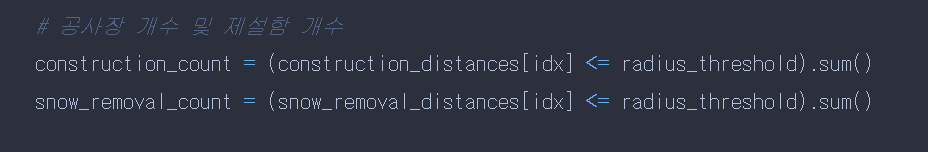 # 공사장 개수 및 제설함 개수
construction_count = (construction_distances[idx] <= radius_threshold).sum()
snow_removal_count = (snow_removal_distances[idx] <= radius_threshold).sum()